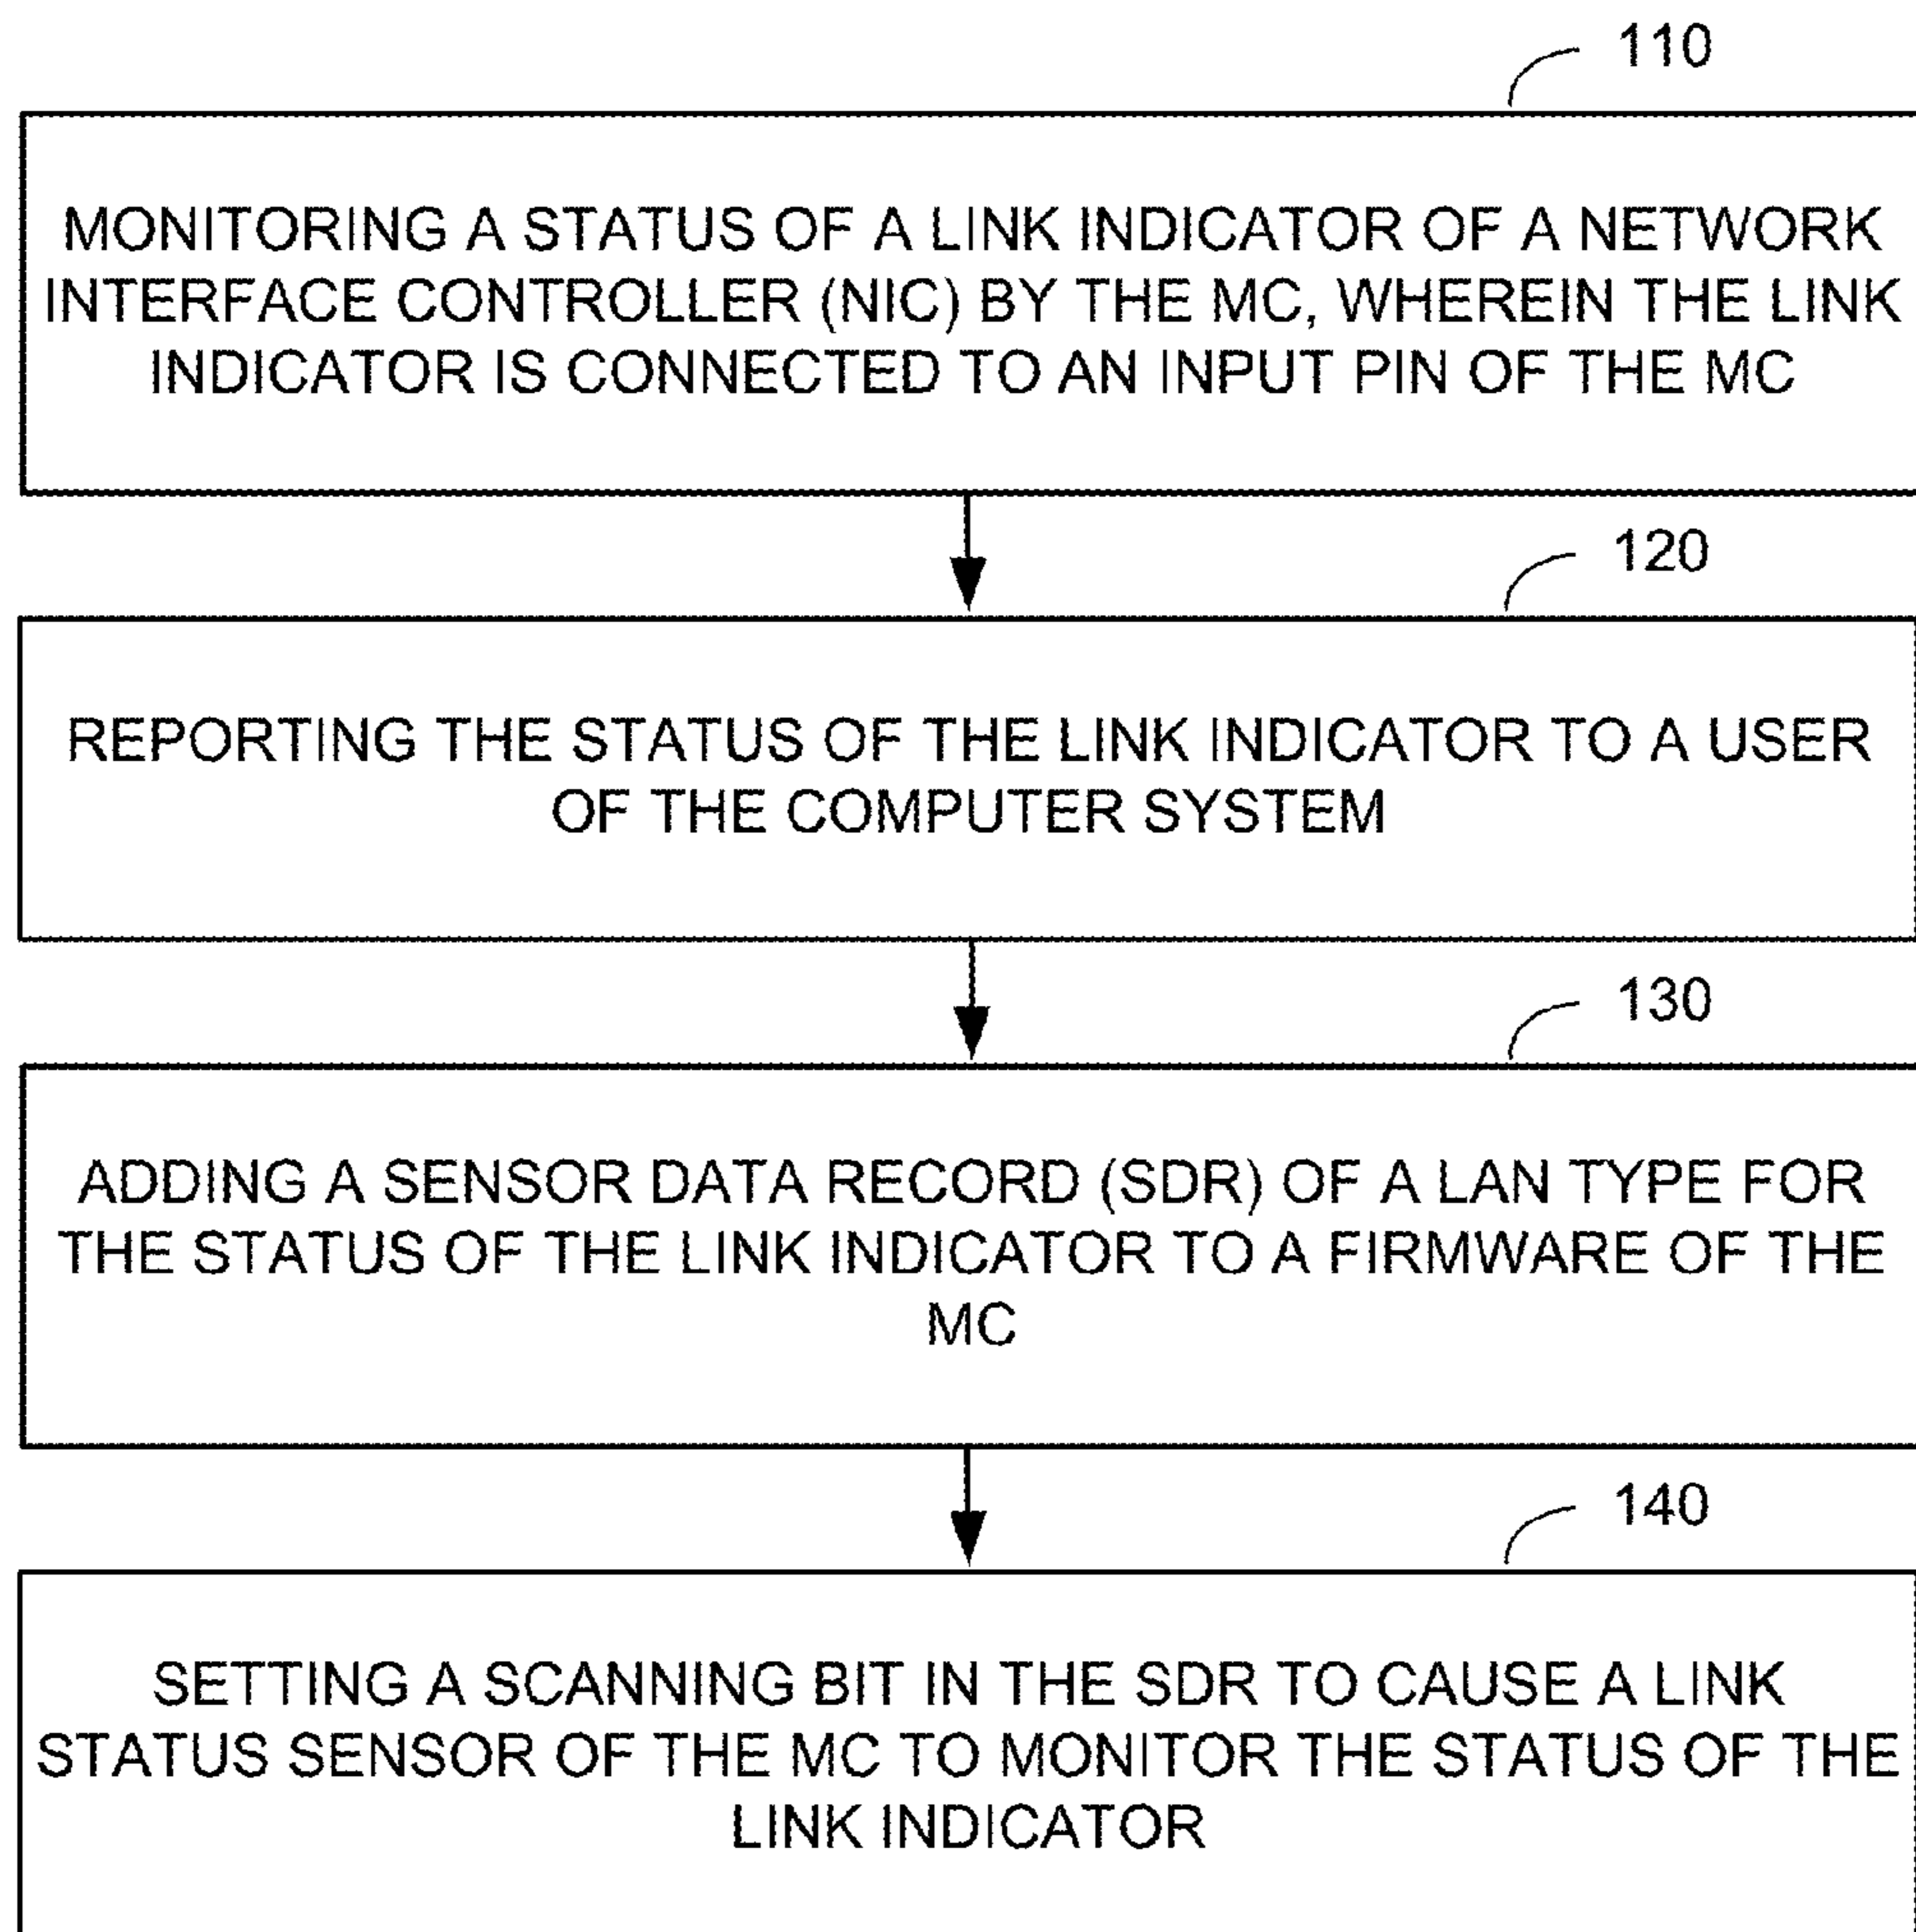 110
MONITORING A STATUS OF A LINK INDICATOR OF A NETWORK
INTERFACE CONTROLLER (NIC) BY THE MC, WHEREIN THE LINK
INDICATOR IS CONNECTED TO AN INPUT PIN OF THE MC
120
REPORTING THE STATUS OF THE LINK INDICATOR TO A USER
OF THE COMPUTER SYSTEM
130
ADDING A SENSOR DATA RECORD (SDR) OF A LAN TYPE FOR
THE STATUS OF THE LINK INDICATOR TO A FIRMWARE OF THE
MC
140
SETTING A SCANNING BIT IN THE SDR TO CAUSE A LINK
STATUS SENSOR OF THE MC TO MONITOR THE STATUS OF THE
LINK INDICATOR